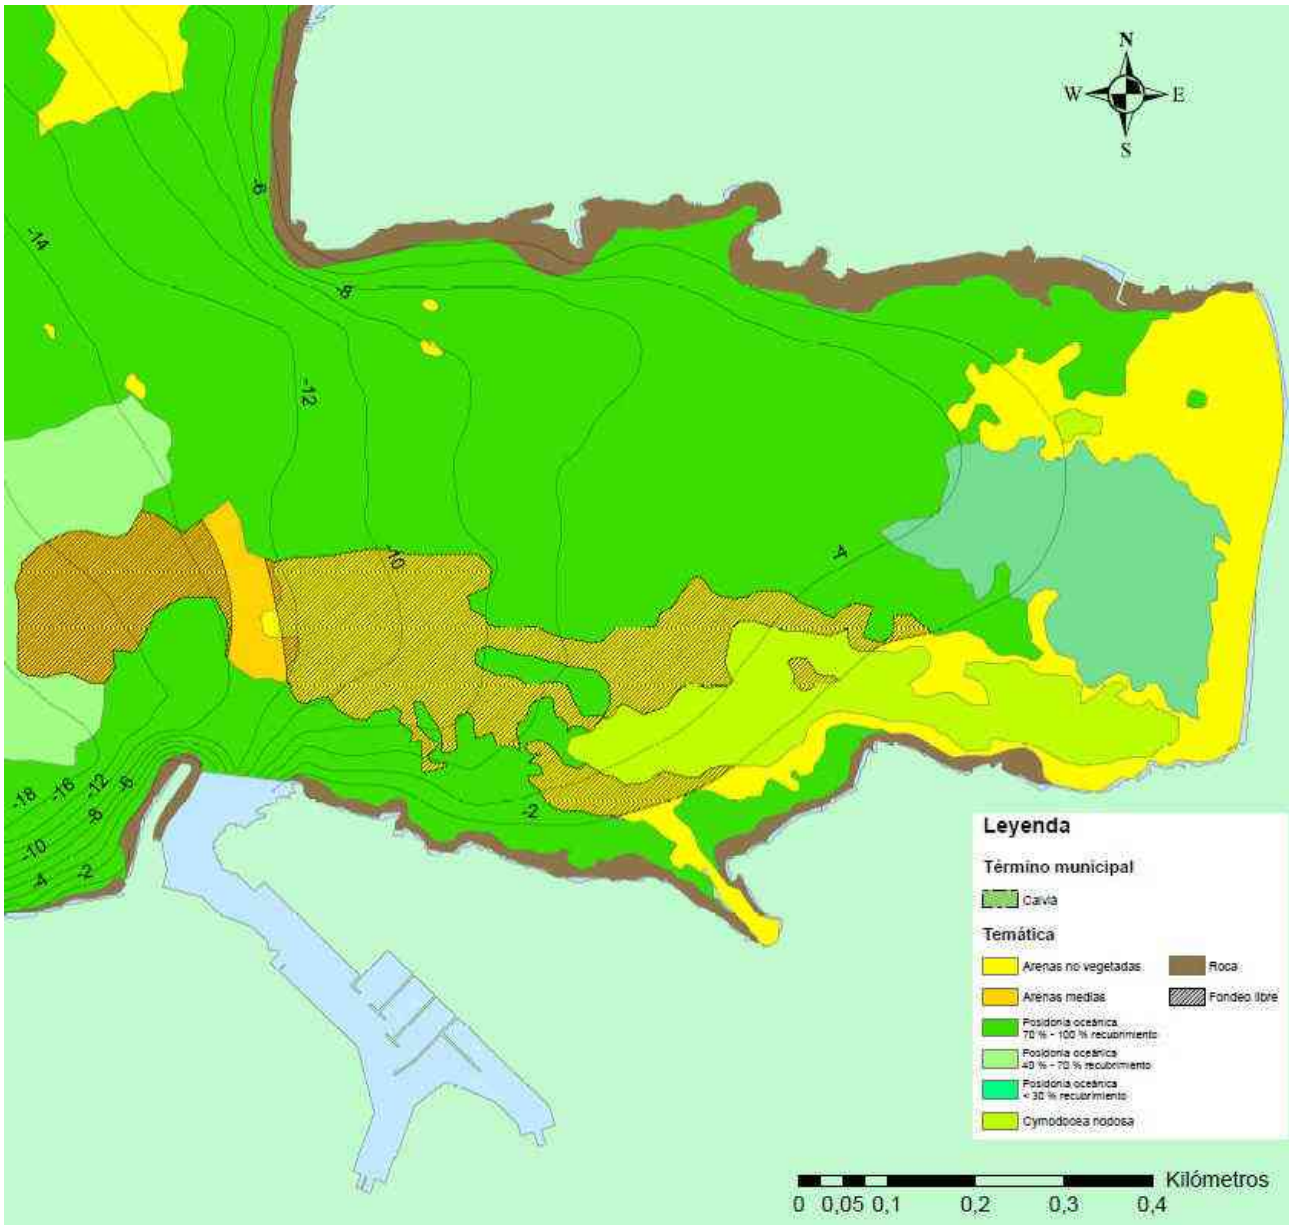 N
W E
S
-6
-14
-8
-12
-10
-4
-18
-16
-12
-6
-8
-10
-4
-2
-2
Leyenda
Término municipal
Calvià
Temática
Arenas no vegetadas
Roca
Arenas medias
Fondeo libre
Posidonia oceánica
70 % - 100 % recubrimiento
Posidonia oceánica
40 % - 70 % recubrimiento
Posidonia oceánica
< 30 % recubrimiento
Cymodocea nodosa
Kilómetros
0 0,05 0,1 0,2 0,3 0,4